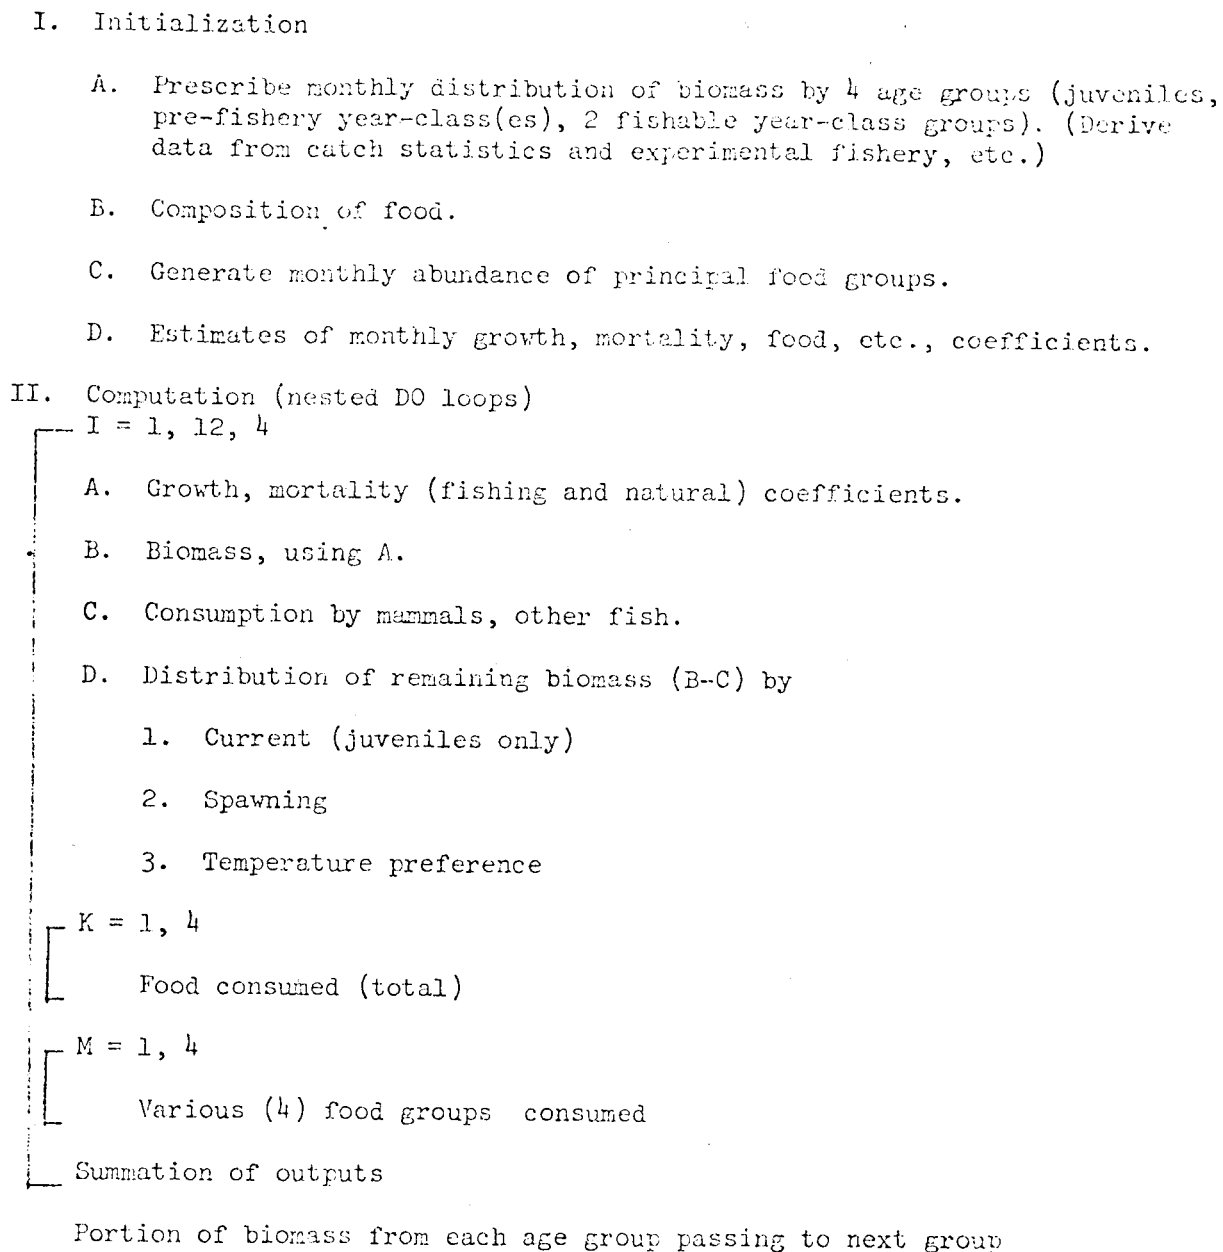 I. Initialization
A. Prescribe monthly distribution of biomass by 4 age groups (juveniles,
pre-fishery year-class(es), 2 fishable year-class groups). (Derive
data from catch statistics and experimental fishery, etc.)
B. Composition of food.
C. Generate monthly abundance of principal food groups.
D. Estimates of monthly growth, mortality, food, etc., coefficients.
II. Computation (nested DO loops)
I = 1, 12, 4
A. Growth, mortality (fishing and natural) coefficients.
B. Biomass, using A.
C. Consumption by mammals, other fish.
D. Distribution of remaining biomass (B-C) by
1. Current (juveniles only)
2. Spawning
3. Temperature preference
K = 1, 4
Food consumed (total)
M = 1, 4
Various (4) food groups consumed
Summation of outputs
Portion of biomass from each age group passing to next group